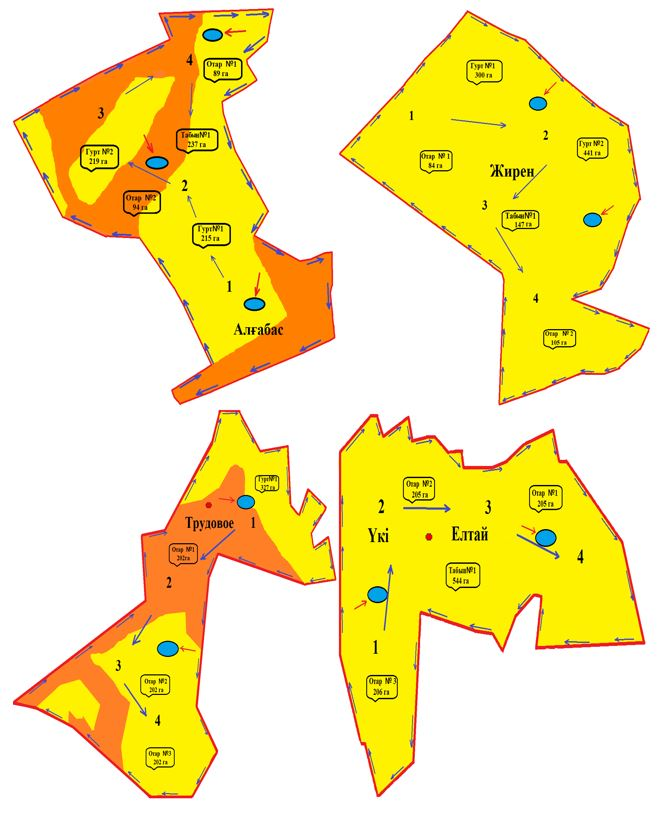 4
Отар №1
89 га
3
Табын№1
237 га
Гурт №2
219 га
2
Отар №2
94 га
Гурт№1
215 га
1
Алғабас
Гурт№1
300 га
1
2
Гурт №2
441 га
Отар № 1
84 га
Жирен
3
Табын№1
147 га
4
Отар № 2
105 га
Гурт№1
327 га
Трудовое
1
Отар №1
202га
2
3
Отар №2
202 га
4
Отар №3
202 га
Отар №2
205 га
Отар №1
205 га
2
3
Үкі
Елтай
4
Табын№1
544 га
1
Отар № 3
206 га